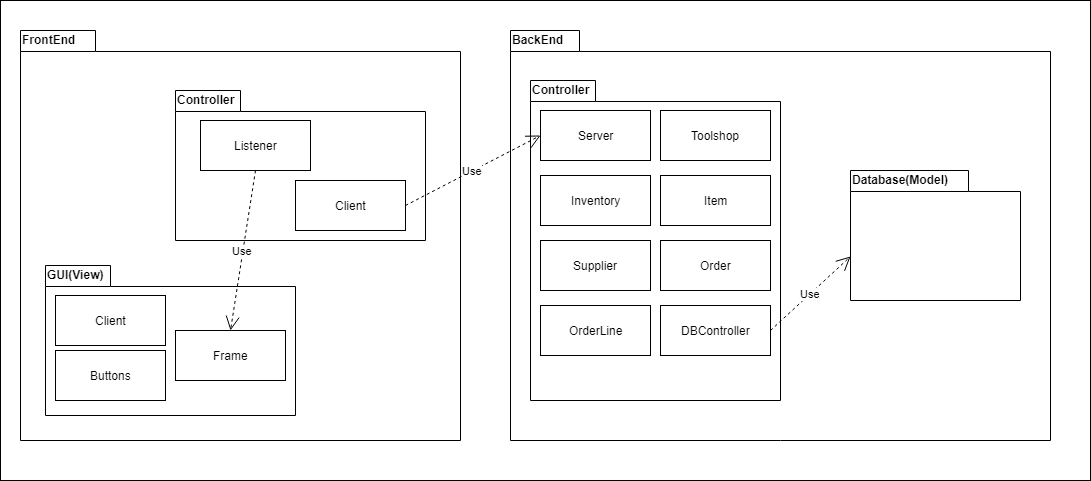 FrontEnd
Controller
Listener
Client
Use
GUI(View)
Client
Buttons
Frame
Use
BackEnd
Controller
Server
Toolshop
Inventory
Item
Supplier
Order
OrderLine
DBController
Use
Database(Model)